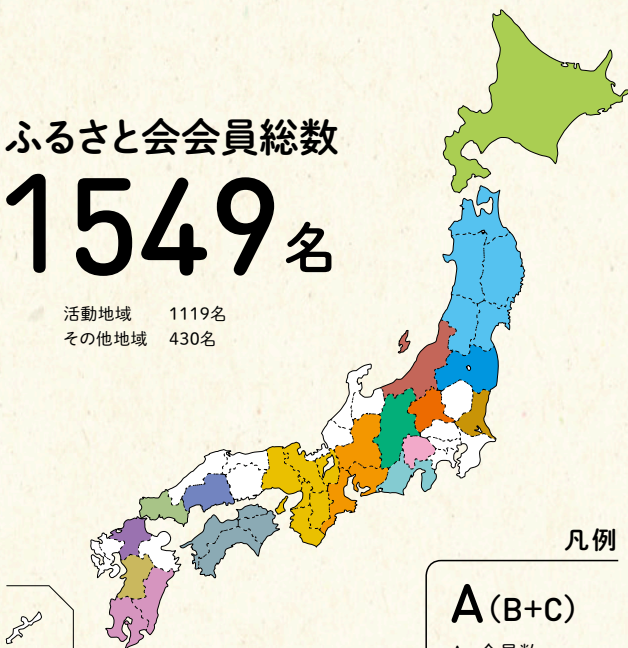 ふるさと会会員総数
1549名
活動地域 1119名
その他地域 430名
凡例
A(B+C)